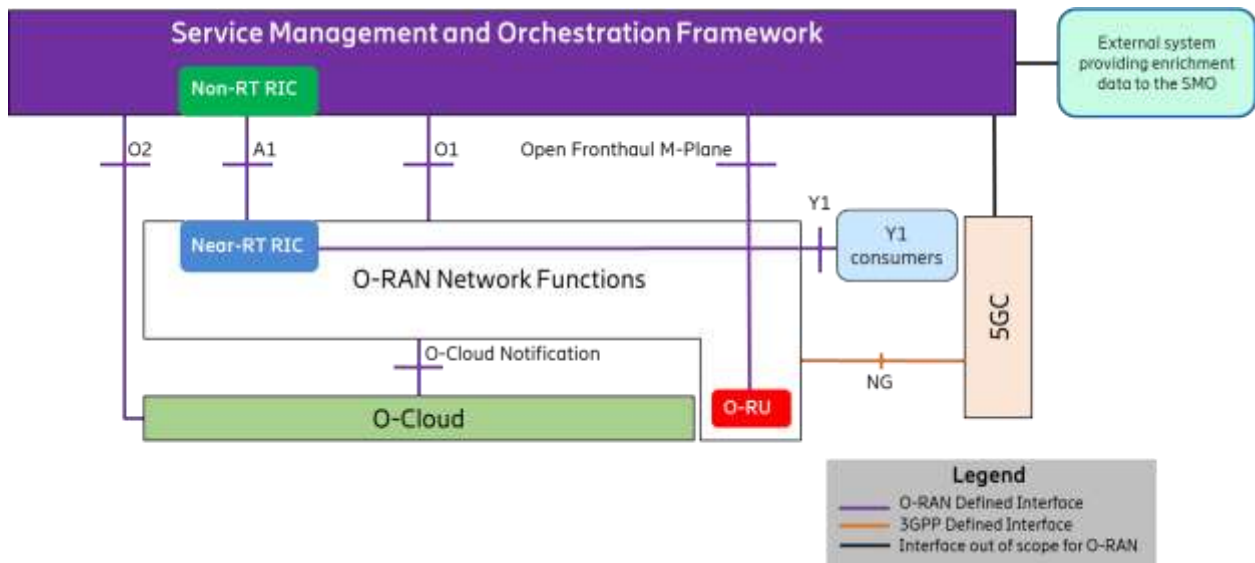 Service Management and Orchestration Framework
External system
providing enrichment
data to the SMO
Non-RT RIC
O2
A1
O1
Open Fronthaul M-Plane
Y1
Near-RT RIC
Y1
consumers
O-RAN Network Functions
5GC
O-Cloud Notification
NG
O-RU
O-Cloud
Legend
O-RAN Defined Interface
3GPP Defined Interface
Interface out of scope for O-RAN